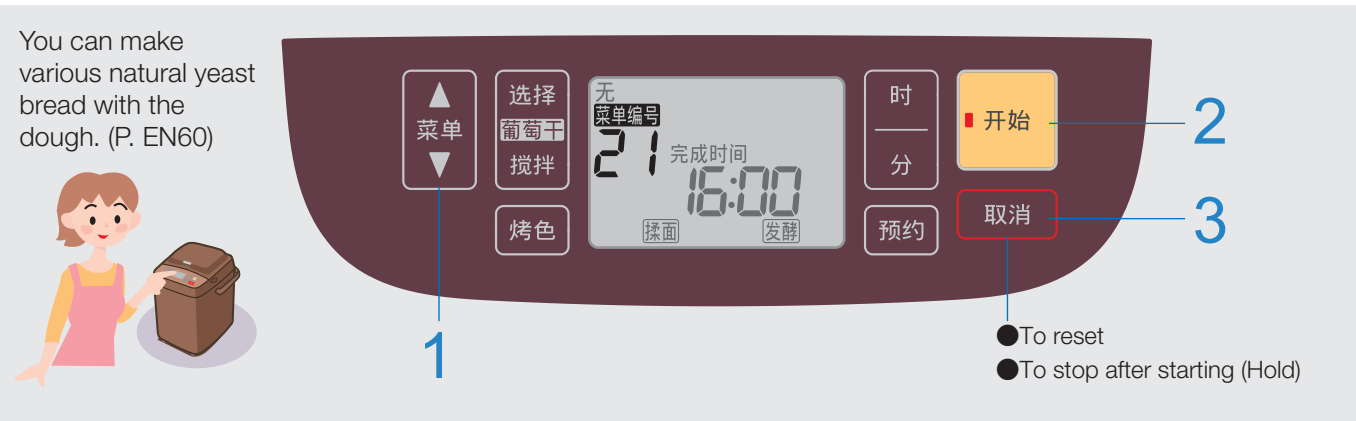 You can make
various natural yeast
bread with the
dough. (P. EN60)
▲
菜单
▼
选择
葡萄干
搅拌
烤色
无
菜单编号
21
完成时间
16:00
揉面
发酵
时
分
预约
开始
取消
1
2
3
●To reset
●To stop after starting (Hold)